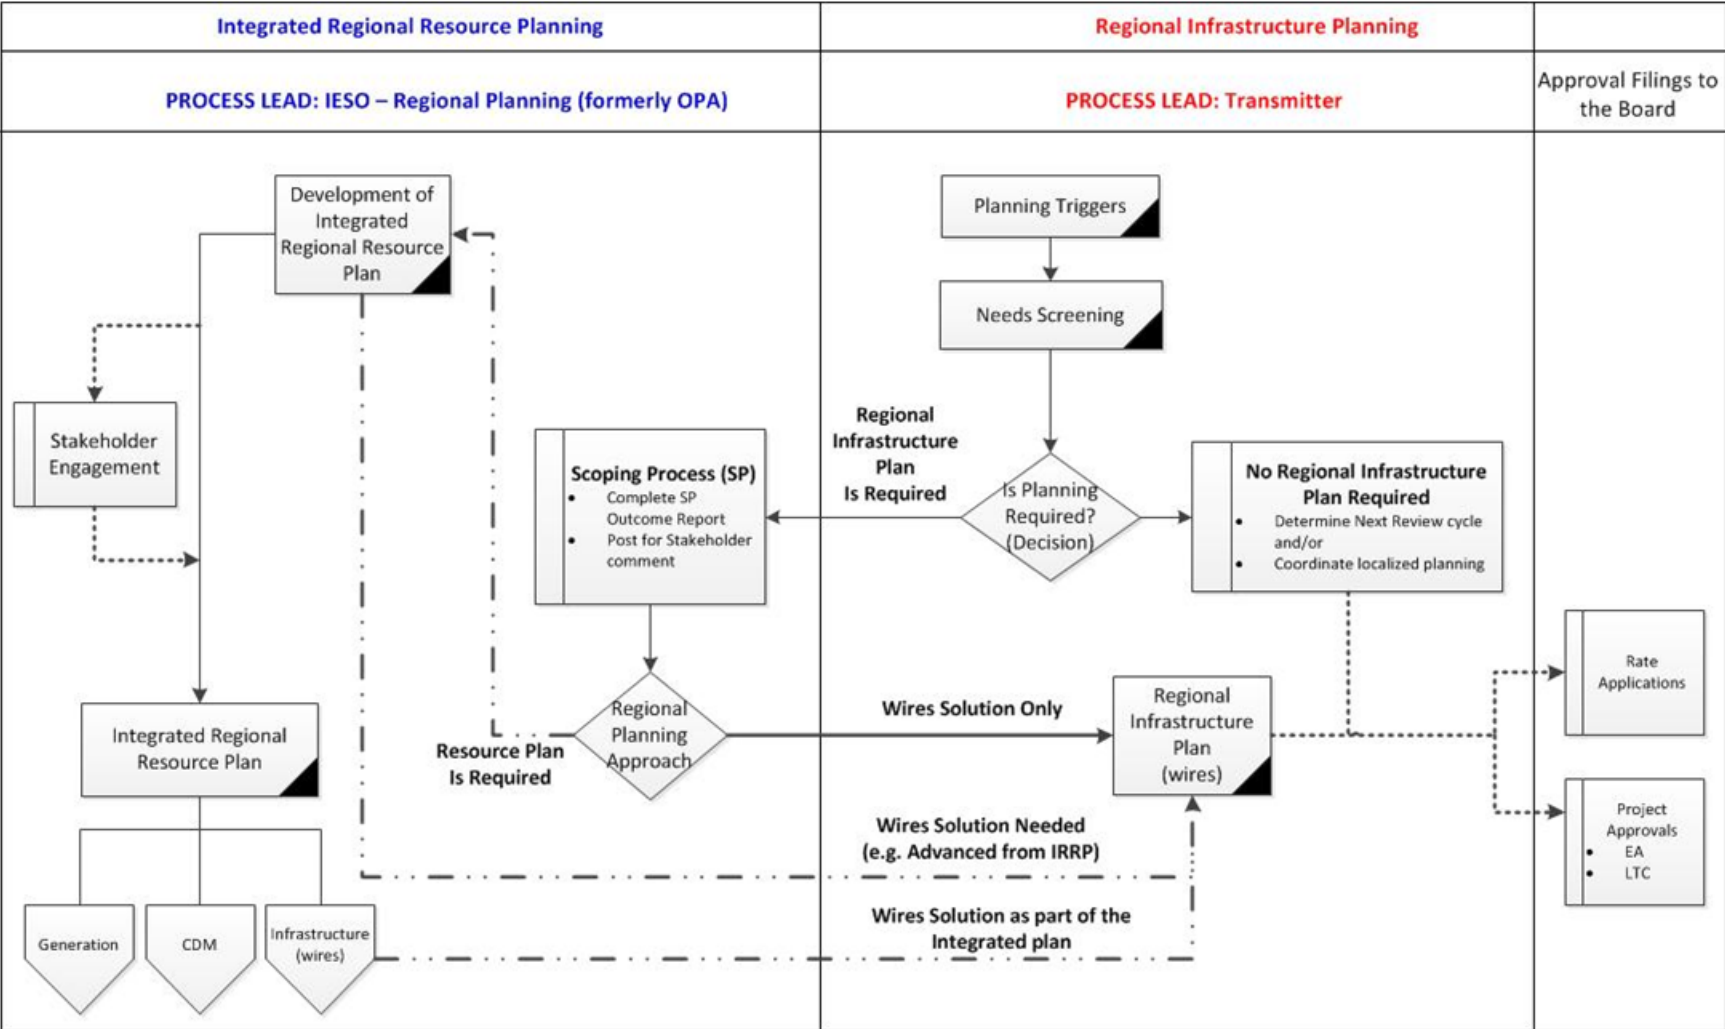 Integrated Regional Resource Planning
Regional Infrastructure Planning
PROCESS LEAD: IESO – Regional Planning (formerly OPA)
PROCESS LEAD: Transmitter
Approval Filings to
the Board
Development of
Integrated
Regional Resource
Plan
Planning Triggers
Needs Screening
Stakeholder
Engagement
Scoping Process (SP)
• Complete SP
Outcome Report
• Post for Stakeholder
comment
Regional
Infrastructure
Plan
Is Required
Is Planning
Required?
(Decision)
No Regional Infrastructure
Plan Required
• Determine Next Review cycle
and/or
• Coordinate localized planning
Integrated Regional
Resource Plan
Resource Plan
Is Required
Regional
Planning
Approach
Wires Solution Only
Regional
Infrastructure
Plan
(wires)
Rate
Applications
Project
Approvals
• EA
• LTC
Wires Solution Needed
(e.g. Advanced from IRRP)
Wires Solution as part of the
Integrated plan
Generation
CDM
Infrastructure
(wires)